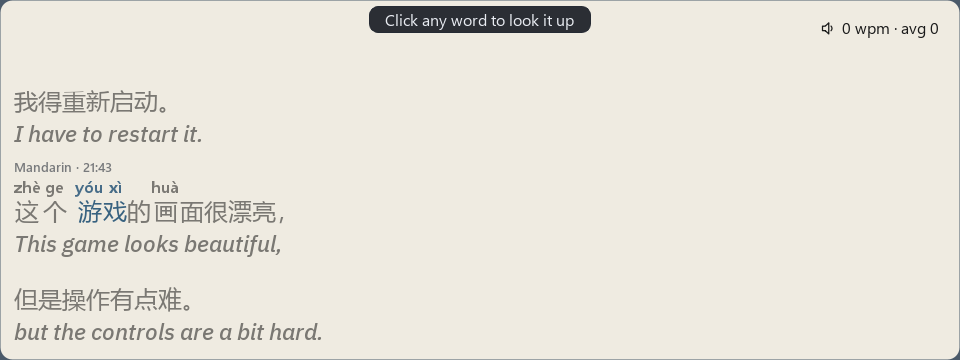 Click any word to look it up
0 wpm · avg 0
我得重新启动。
I have to restart it.
Mandarin · 21:43
zhè ge yóu xì huà
这个游戏的画面很漂亮，
This game looks beautiful,
但是操作有点难。
but the controls are a bit hard.